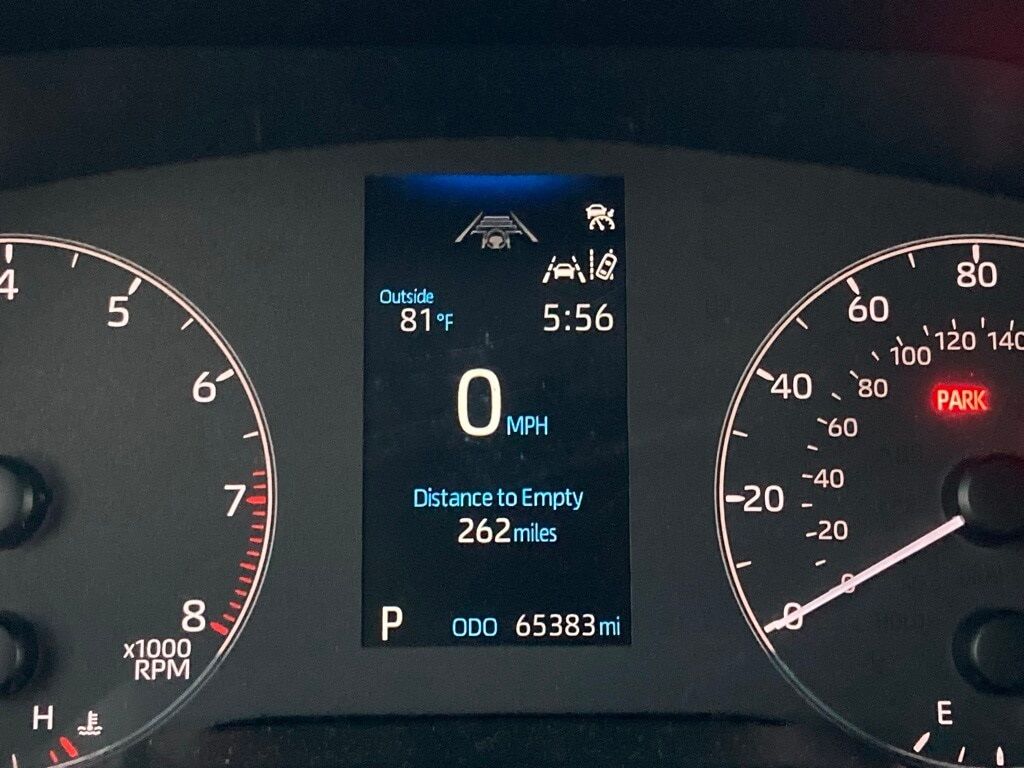 4
5
6
7
8
x1000
RPM
H
Outside
81°F
5:56
0 MPH
Distance to Empty
262 miles
P ODO 65383 mi
80
60
40
20
0
140
120
100
80
60
40
20
0
PARK
E